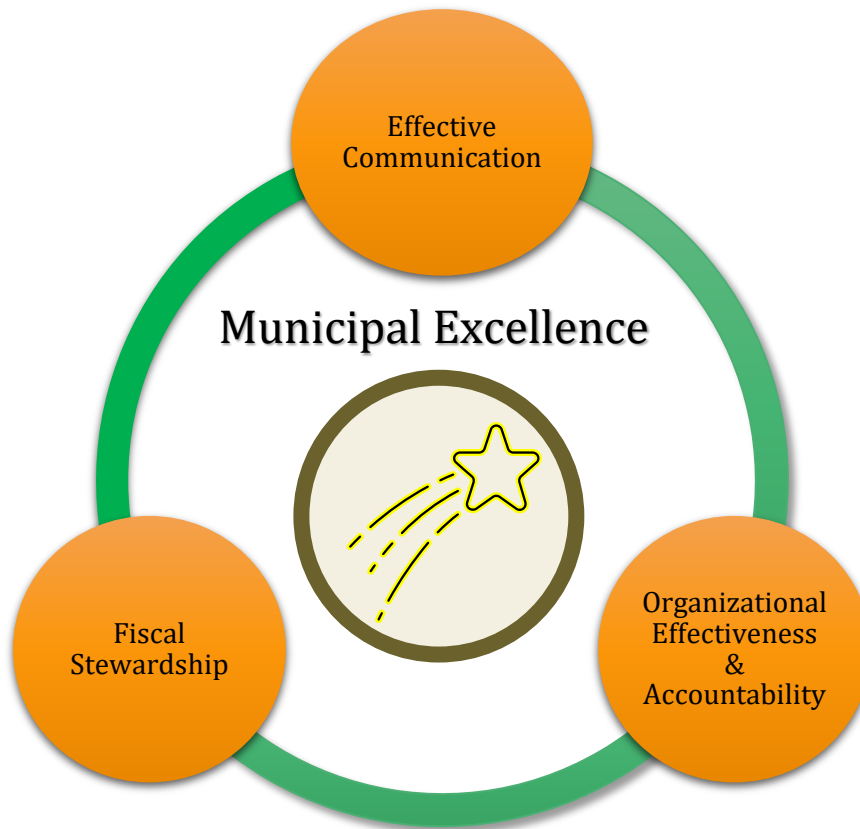 Effective
Communication
Municipal Excellence
Fiscal
Stewardship
Organizational
Effectiveness
&
Accountability